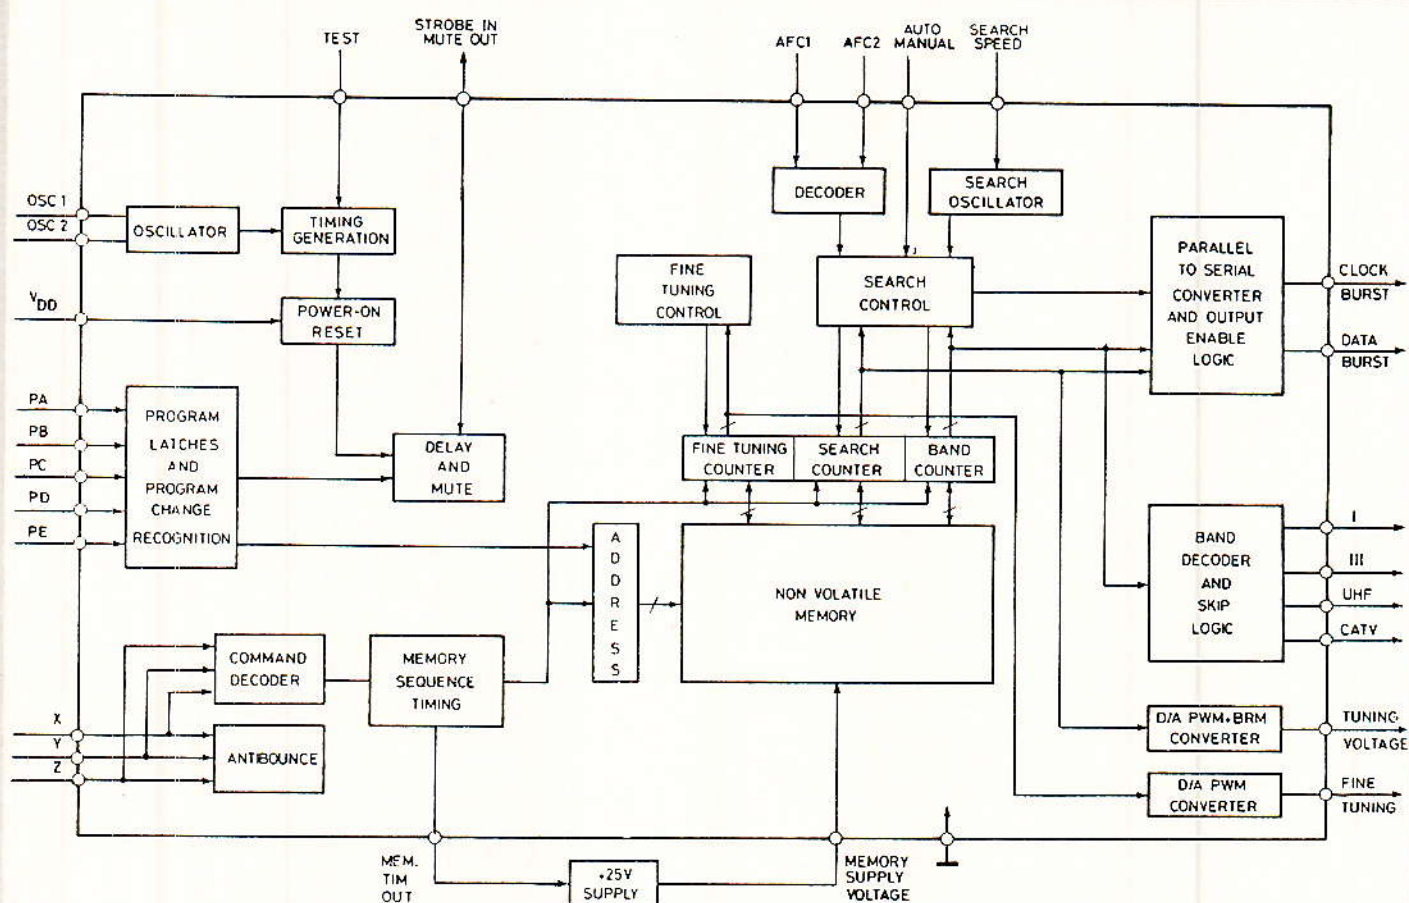 TEST
STROBE IN
MUTE OUT
AFC1
AFC2
AUTO
MANUAL
SEARCH
SPEED
OSC 1
OSC 2
OSCILLATOR
TIMING
GENERATION
DECODER
SEARCH
OSCILLATOR
VDD
POWER-ON
RESET
FINE
TUNING
CONTROL
SEARCH
CONTROL
PARALLEL
TO SERIAL
CONVERTER
AND OUTPUT
ENABLE
LOGIC
CLOCK
BURST
DATA
BURST
PA
PB
PC
PD
PE
PROGRAM
LATCHES
AND
PROGRAM
CHANGE
RECOGNITION
DELAY
AND
MUTE
FINE TUNING
COUNTER
SEARCH
COUNTER
BAND
COUNTER
ADDRESS
NON VOLATILE
MEMORY
BAND
DECODER
AND
SKIP
LOGIC
I
III
UHF
CATV
COMMAND
DECODER
MEMORY
SEQUENCE
TIMING
X
Y
Z
ANTIBOUNCE
D/A PWM+BRM
CONVERTER
TUNING
VOLTAGE
D/A PWM
CONVERTER
FINE
TUNING
MEM.
TIM
OUT
+25V
SUPPLY
MEMORY
SUPPLY
VOLTAGE